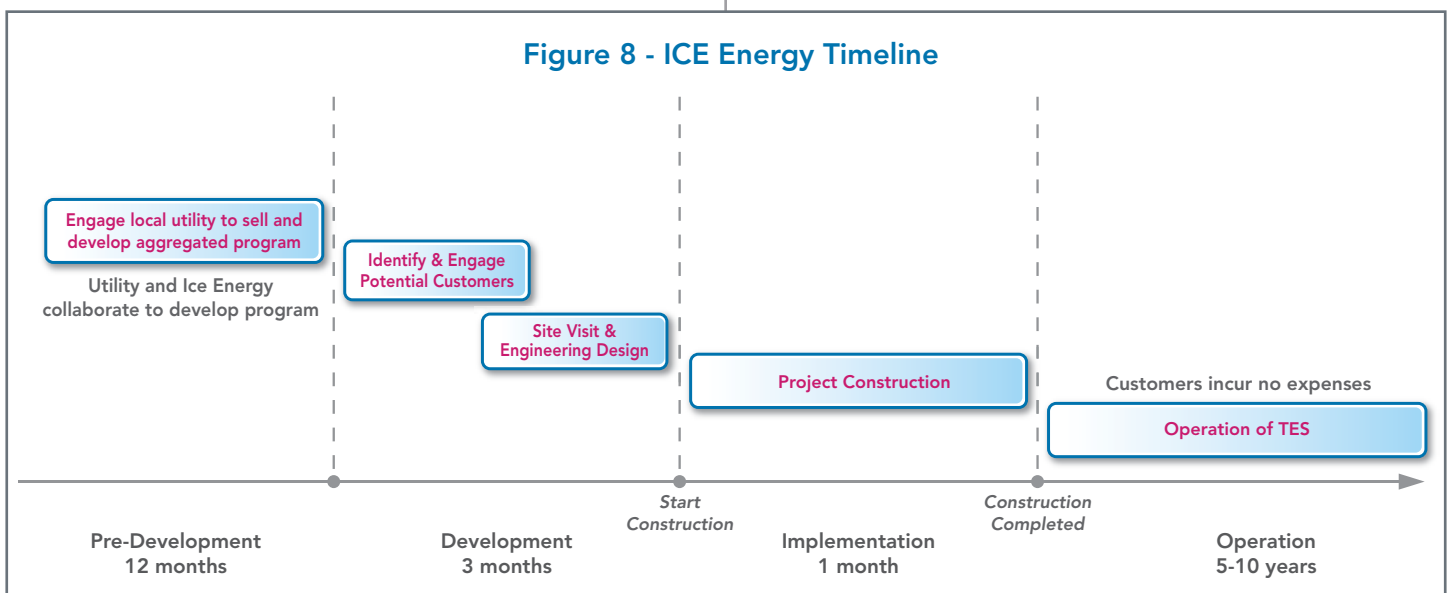 Figure 8 - ICE Energy Timeline
Engage local utility to sell and
develop aggregated program
Utility and Ice Energy
collaborate to develop program
Identify & Engage
Potential Customers
Site Visit &
Engineering Design
Project Construction
Customers incur no expenses
Operation of TES
Start
Construction
Construction
Completed
Pre-Development
12 months
Development
3 months
Implementation
1 month
Operation
5-10 years